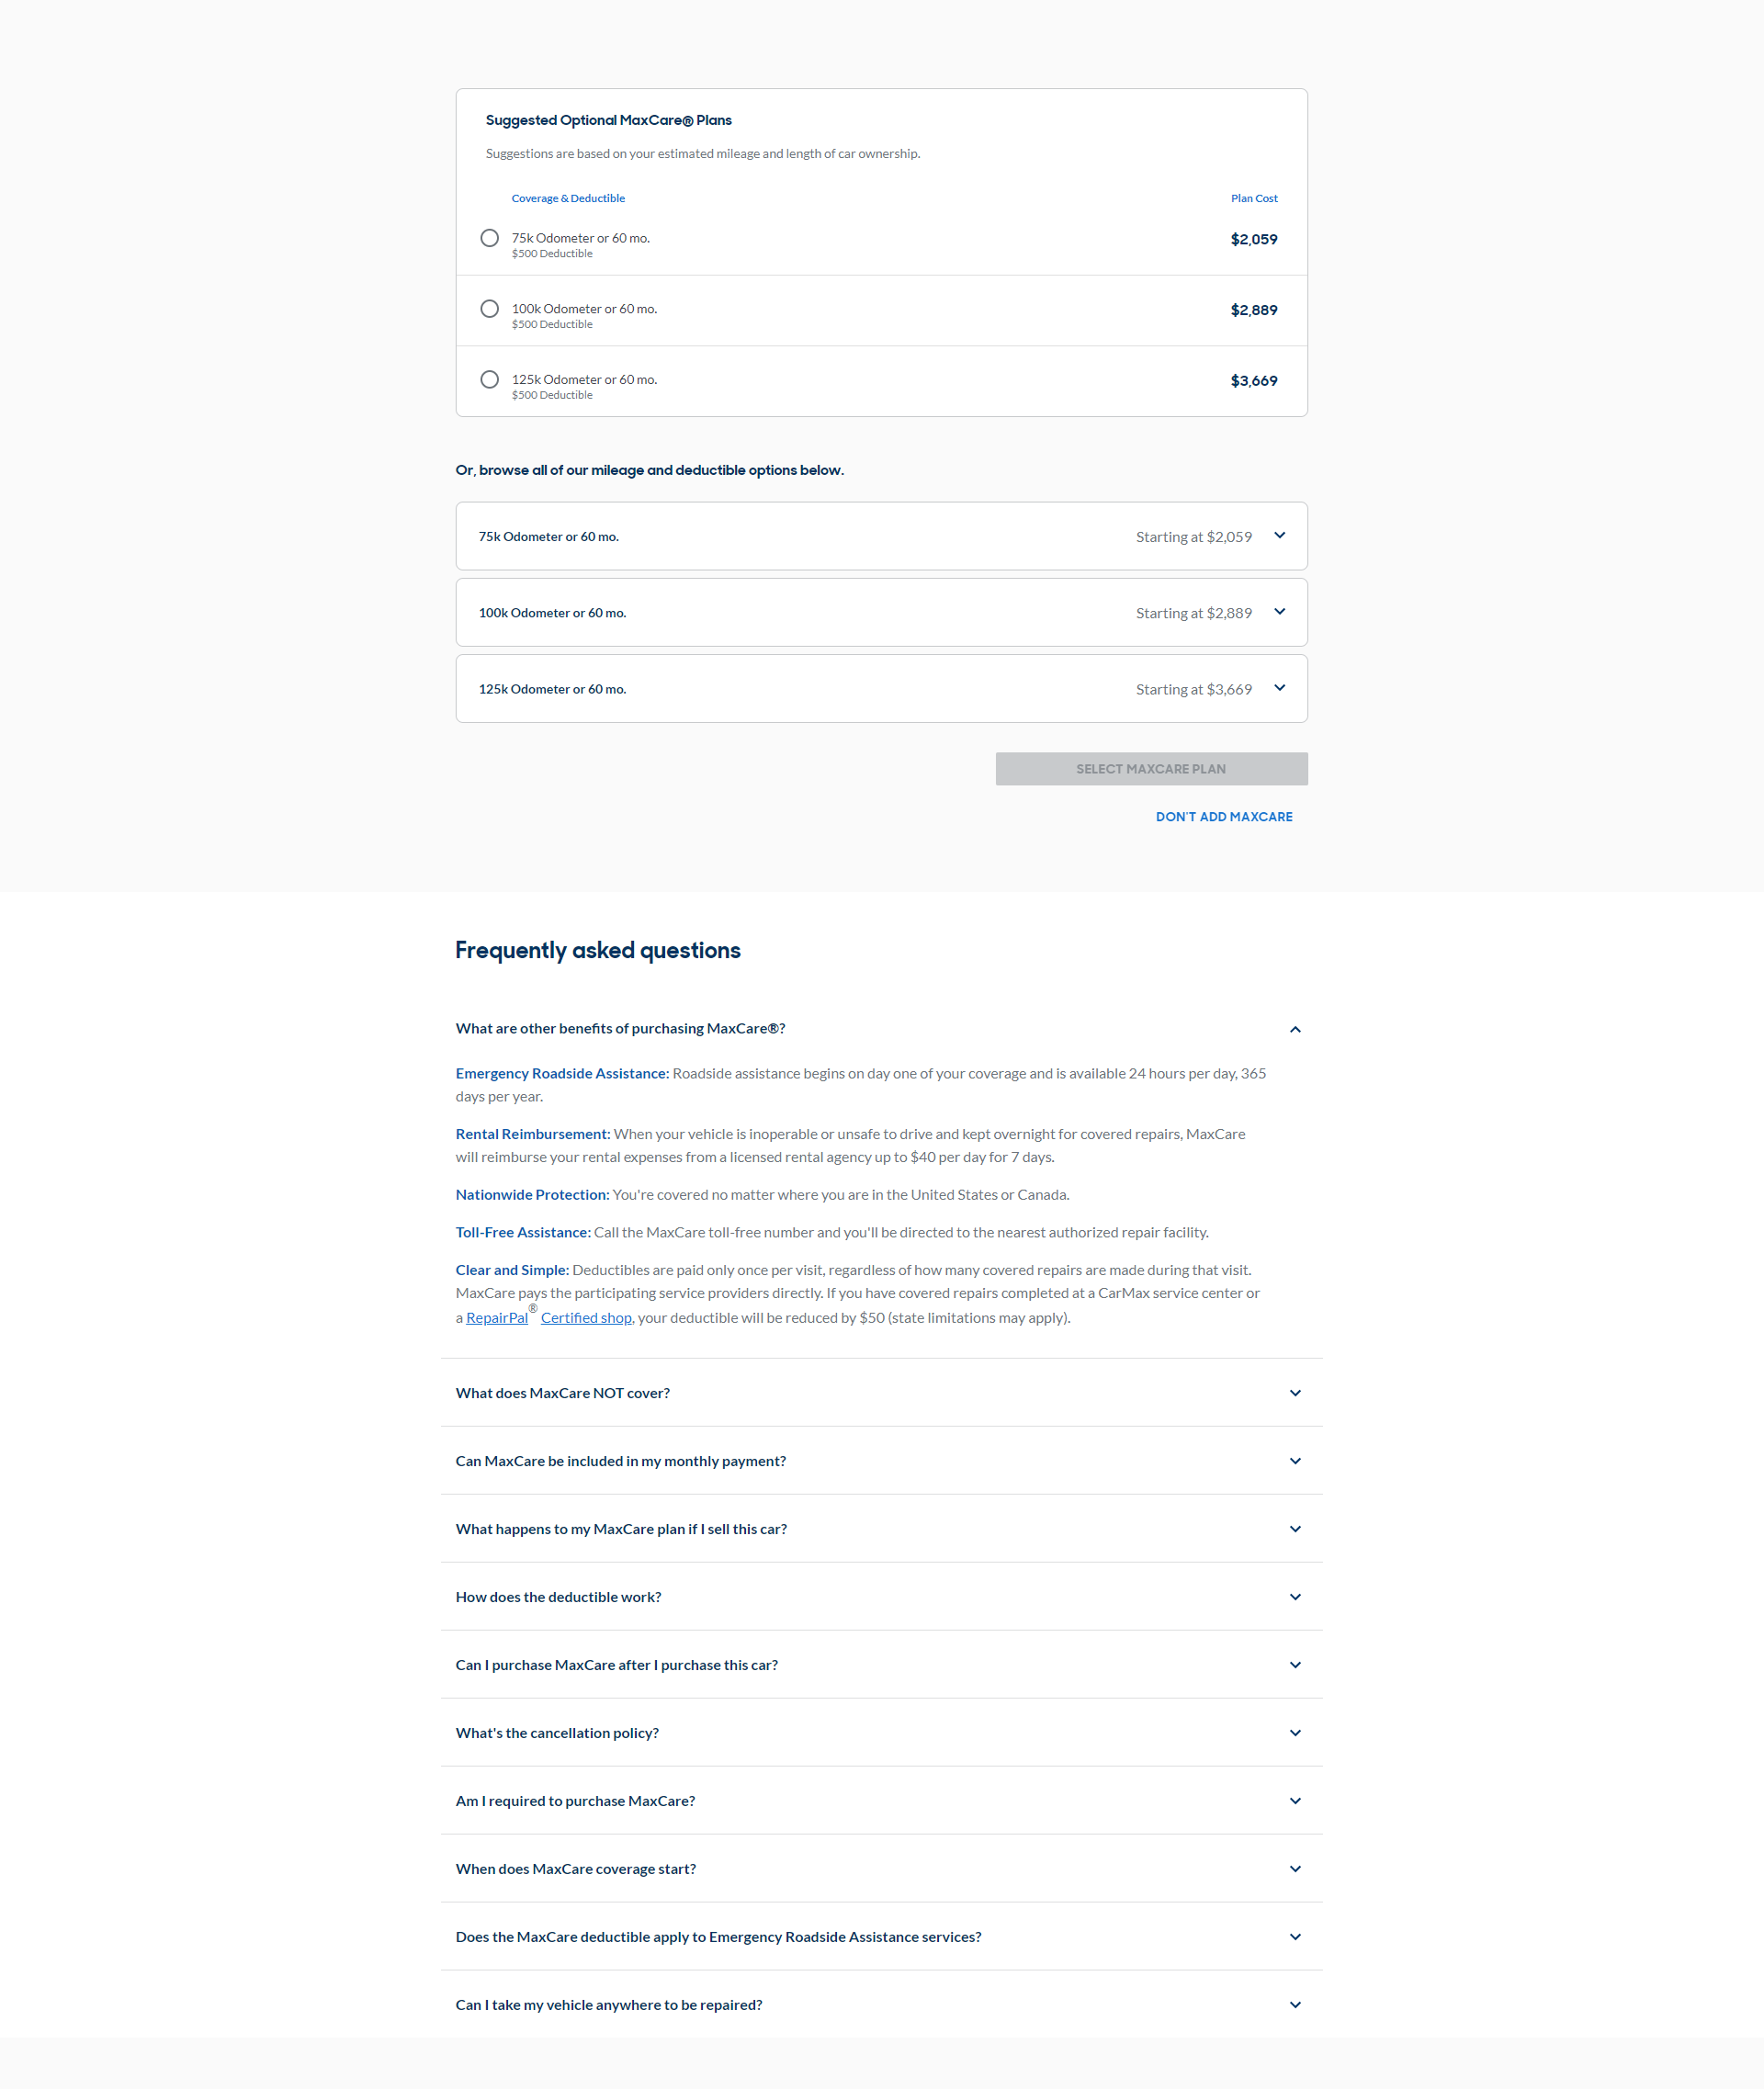 Suggested Optional MaxCare® Plans
Suggestions are based on your estimated mileage and length of car ownership.
Coverage & Deductible Plan Cost
75k Odometer or 60 mo. $2,059
$500 Deductible
100k Odometer or 60 mo. $2,889
$500 Deductible
125k Odometer or 60 mo. $3,669
$500 Deductible
Or, browse all of our mileage and deductible options below.
75k Odometer or 60 mo. Starting at $2,059
100k Odometer or 60 mo. Starting at $2,889
125k Odometer or 60 mo. Starting at $3,669
SELECT MAXCARE PLAN
DON'T ADD MAXCARE
Frequently asked questions
What are other benefits of purchasing MaxCare®?
Emergency Roadside Assistance: Roadside assistance begins on day one of your coverage and is available 24 hours per day, 365
days per year.
Rental Reimbursement: When your vehicle is inoperable or unsafe to drive and kept overnight for covered repairs, MaxCare
will reimburse your rental expenses from a licensed rental agency up to $40 per day for 7 days.
Nationwide Protection: You're covered no matter where you are in the United States or Canada.
Toll-Free Assistance: Call the MaxCare toll-free number and you'll be directed to the nearest authorized repair facility.
Clear and Simple: Deductibles are paid only once per visit, regardless of how many covered repairs are made during that visit.
MaxCare pays the participating service providers directly. If you have covered repairs completed at a CarMax service center or
a RepairPal® Certified shop, your deductible will be reduced by $50 (state limitations may apply).
What does MaxCare NOT cover?
Can MaxCare be included in my monthly payment?
What happens to my MaxCare plan if I sell this car?
How does the deductible work?
Can I purchase MaxCare after I purchase this car?
What's the cancellation policy?
Am I required to purchase MaxCare?
When does MaxCare coverage start?
Does the MaxCare deductible apply to Emergency Roadside Assistance services?
Can I take my vehicle anywhere to be repaired?